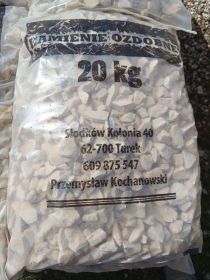 KAMIENIE OZDOBNE
20 kg
Słodków Kolonia 40
62-700 Turek
609 875 547
Przemysław Kochanowski